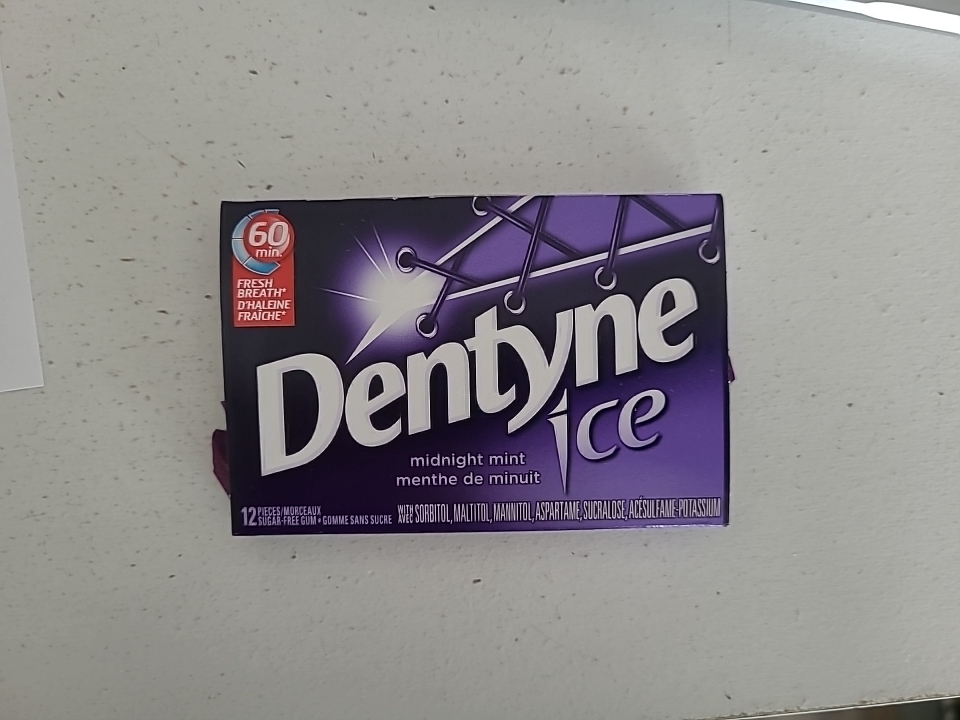 60
min.
FRESH
BREATH*
D'HALEINE
FRAÎCHE*
Dentyne
ice
midnight mint
menthe de minuit
12 PIECES/MORCEAUX
SUGAR-FREE GUM • GOMME SANS SUCRE
WITH
AVEC SORBITOL, MALTITOL, MANNITOL, ASPARTAME, SUCRALOSE, ACÉSULFAME-POTASSIUM